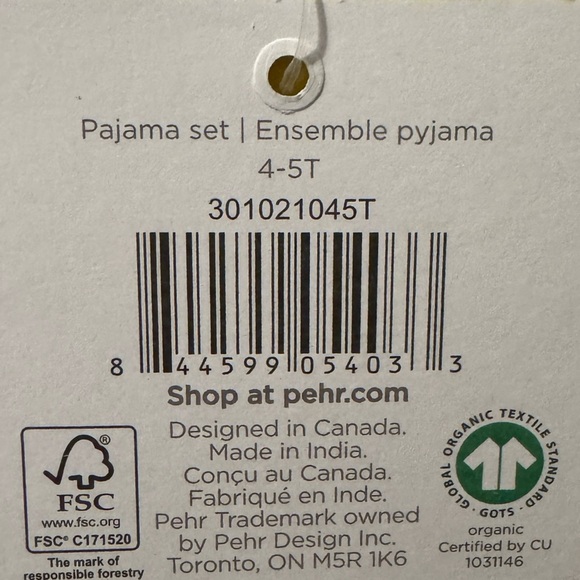 Pajama set | Ensemble pyjama
4-5T
301021045T
8 44599 05403 3
Shop at pehr.com
Designed in Canada.
Made in India.
Conçu au Canada.
Fabriqué en Inde.
Pehr Trademark owned
by Pehr Design Inc.
Toronto, ON M5R 1K6
®
FSC
www.fsc.org
FSC® C171520
The mark of
responsible forestry
GLOBAL ORGANIC TEXTILE STANDARD
· GOTS ·
organic
Certified by CU
1031146